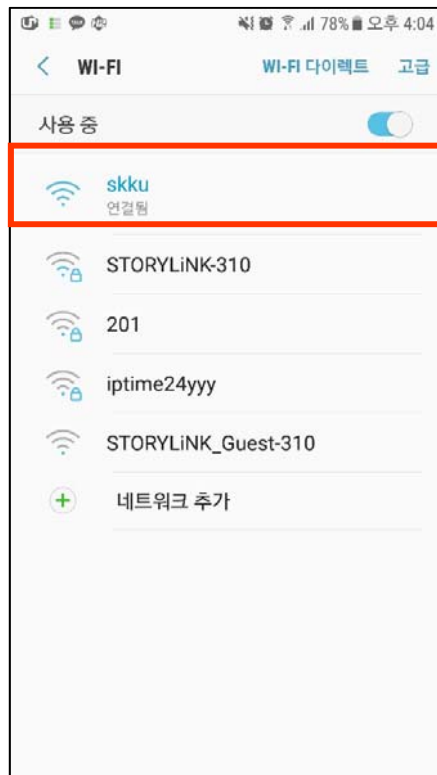 78% 오후 4:04
WI-FI WI-FI 다이렉트 고급
사용 중
skku
연결됨
STORYLiNK-310
201
iptime24yyy
STORYLiNK_Guest-310
네트워크 추가